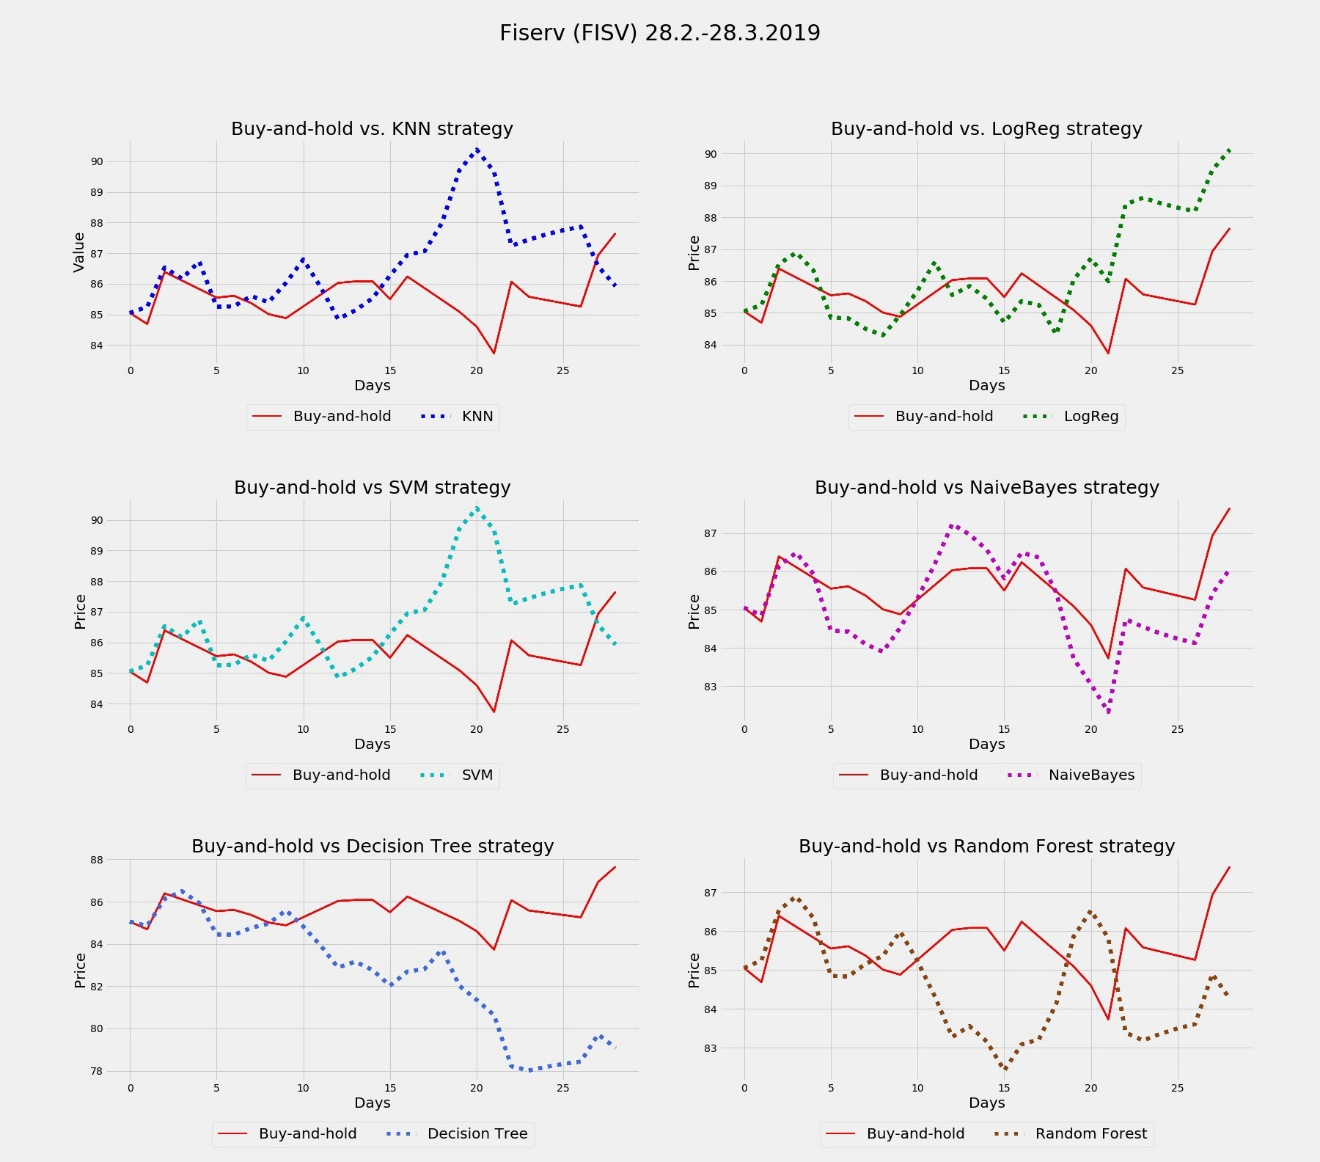 Fiserv (FISV) 28.2.-28.3.2019
Buy-and-hold vs. KNN strategy
90
89
88
87
86
85
84
Value
0 5 10 15 20 25
Days
Buy-and-hold KNN
Buy-and-hold vs. LogReg strategy
90
89
88
87
86
85
84
Price
0 5 10 15 20 25
Days
Buy-and-hold LogReg
Buy-and-hold vs SVM strategy
90
89
88
87
86
85
84
Price
0 5 10 15 20 25
Days
Buy-and-hold SVM
Buy-and-hold vs NaiveBayes strategy
87
86
85
84
83
Price
0 5 10 15 20 25
Days
Buy-and-hold NaiveBayes
Buy-and-hold vs Decision Tree strategy
88
86
84
82
80
78
Price
0 5 10 15 20 25
Days
Buy-and-hold Decision Tree
Buy-and-hold vs Random Forest strategy
87
86
85
84
83
Price
0 5 10 15 20 25
Days
Buy-and-hold Random Forest